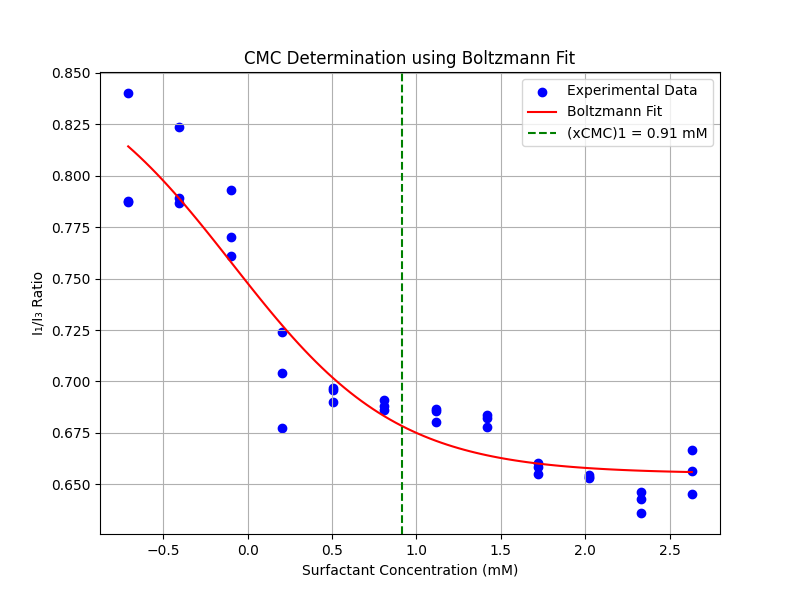 CMC Determination using Boltzmann Fit
Experimental Data
Boltzmann Fit
(xCMC)1 = 0.91 mM
I₁/I₃ Ratio
0.850
0.825
0.800
0.775
0.750
0.725
0.700
0.675
0.650
−0.5 0.0 0.5 1.0 1.5 2.0 2.5
Surfactant Concentration (mM)